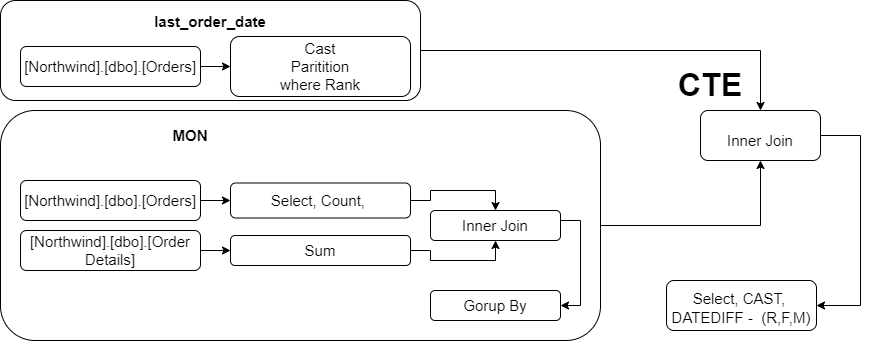 last_order_date
[Northwind].[dbo].[Orders]
Cast
Paritition
where Rank
CTE
Inner Join
MON
[Northwind].[dbo].[Orders]
Select, Count,
Inner Join
[Northwind].[dbo].[Order
Details]
Sum
Gorup By
Select, CAST,
DATEDIFF - (R,F,M)